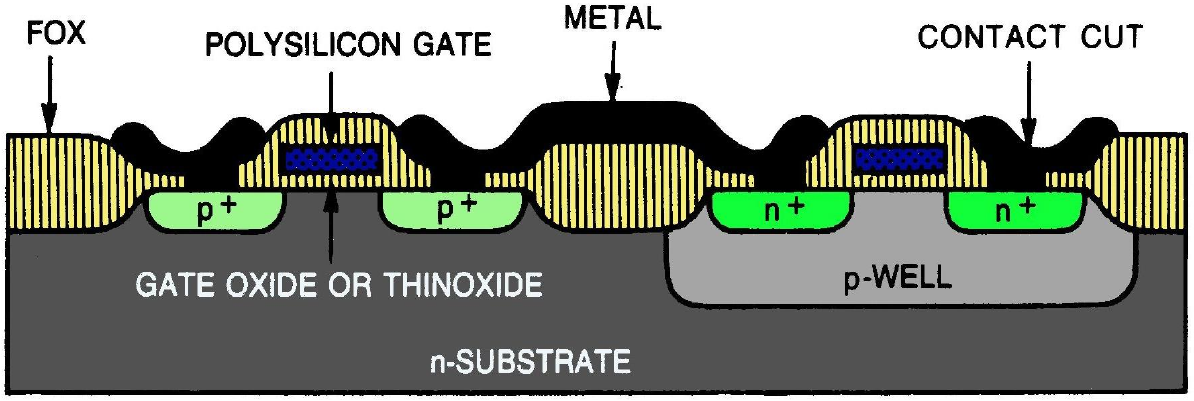 FOX
POLYSILICON GATE
METAL
CONTACT CUT
p+
p+
n+
n+
GATE OXIDE OR THINOXIDE
p-WELL
n-SUBSTRATE